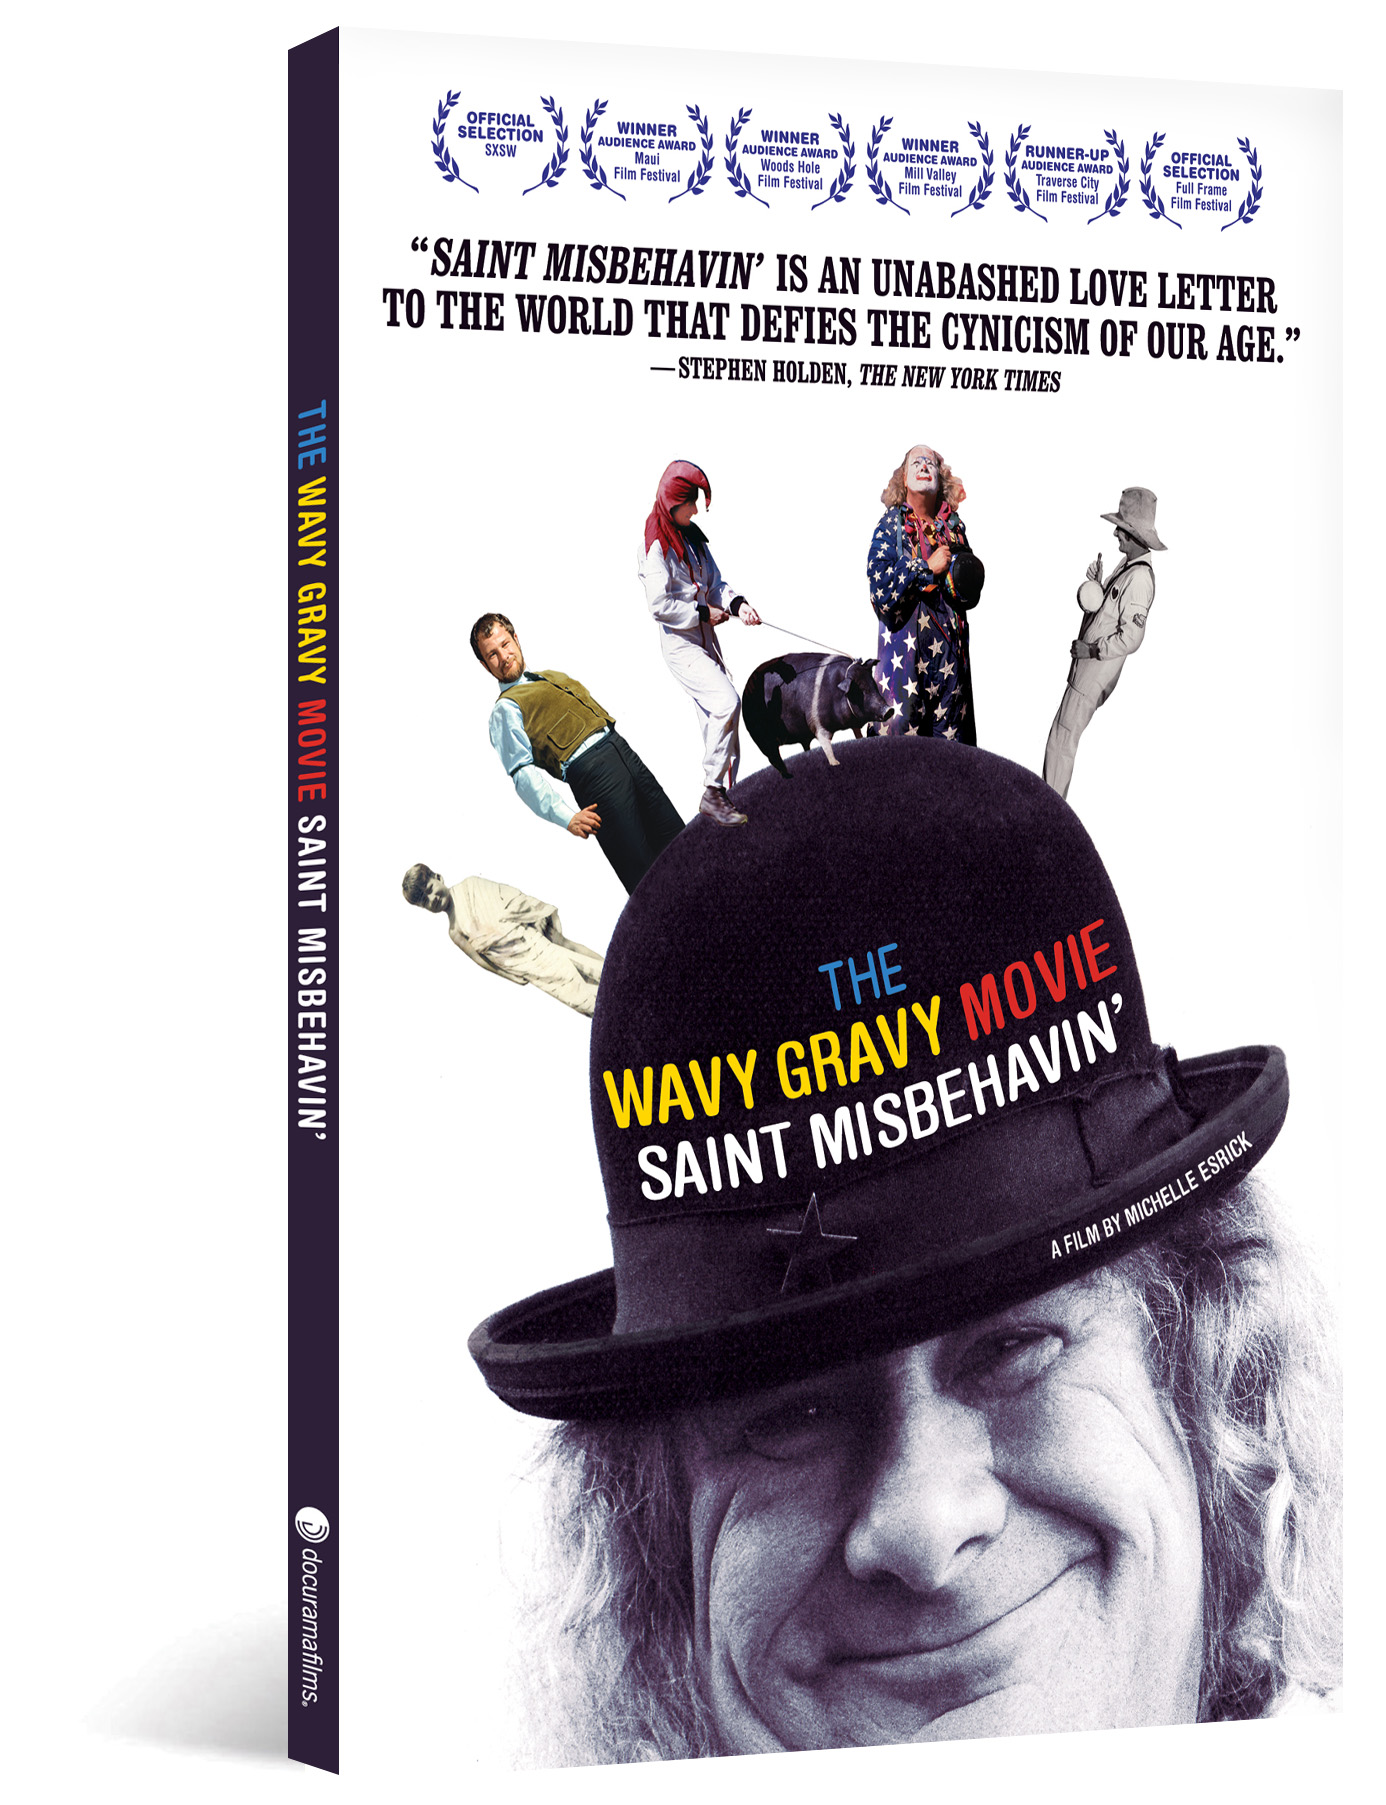 OFFICIAL
SELECTION
SXSW
WINNER
AUDIENCE AWARD
Maui
Film Festival
WINNER
AUDIENCE AWARD
Woods Hole
Film Festival
WINNER
AUDIENCE AWARD
Mill Valley
Film Festival
RUNNER-UP
AUDIENCE AWARD
Traverse City
Film Festival
OFFICIAL
SELECTION
Full Frame
Film Festival
“SAINT MISBEHAVIN’ IS AN UNABASHED LOVE LETTER
TO THE WORLD THAT DEFIES THE CYNICISM OF OUR AGE.”
—STEPHEN HOLDEN, THE NEW YORK TIMES
THE
WAVY GRAVY MOVIE
SAINT MISBEHAVIN’
A FILM BY MICHELLE ESRICK
THE WAVY GRAVY MOVIE SAINT MISBEHAVIN’
docuramafilms®